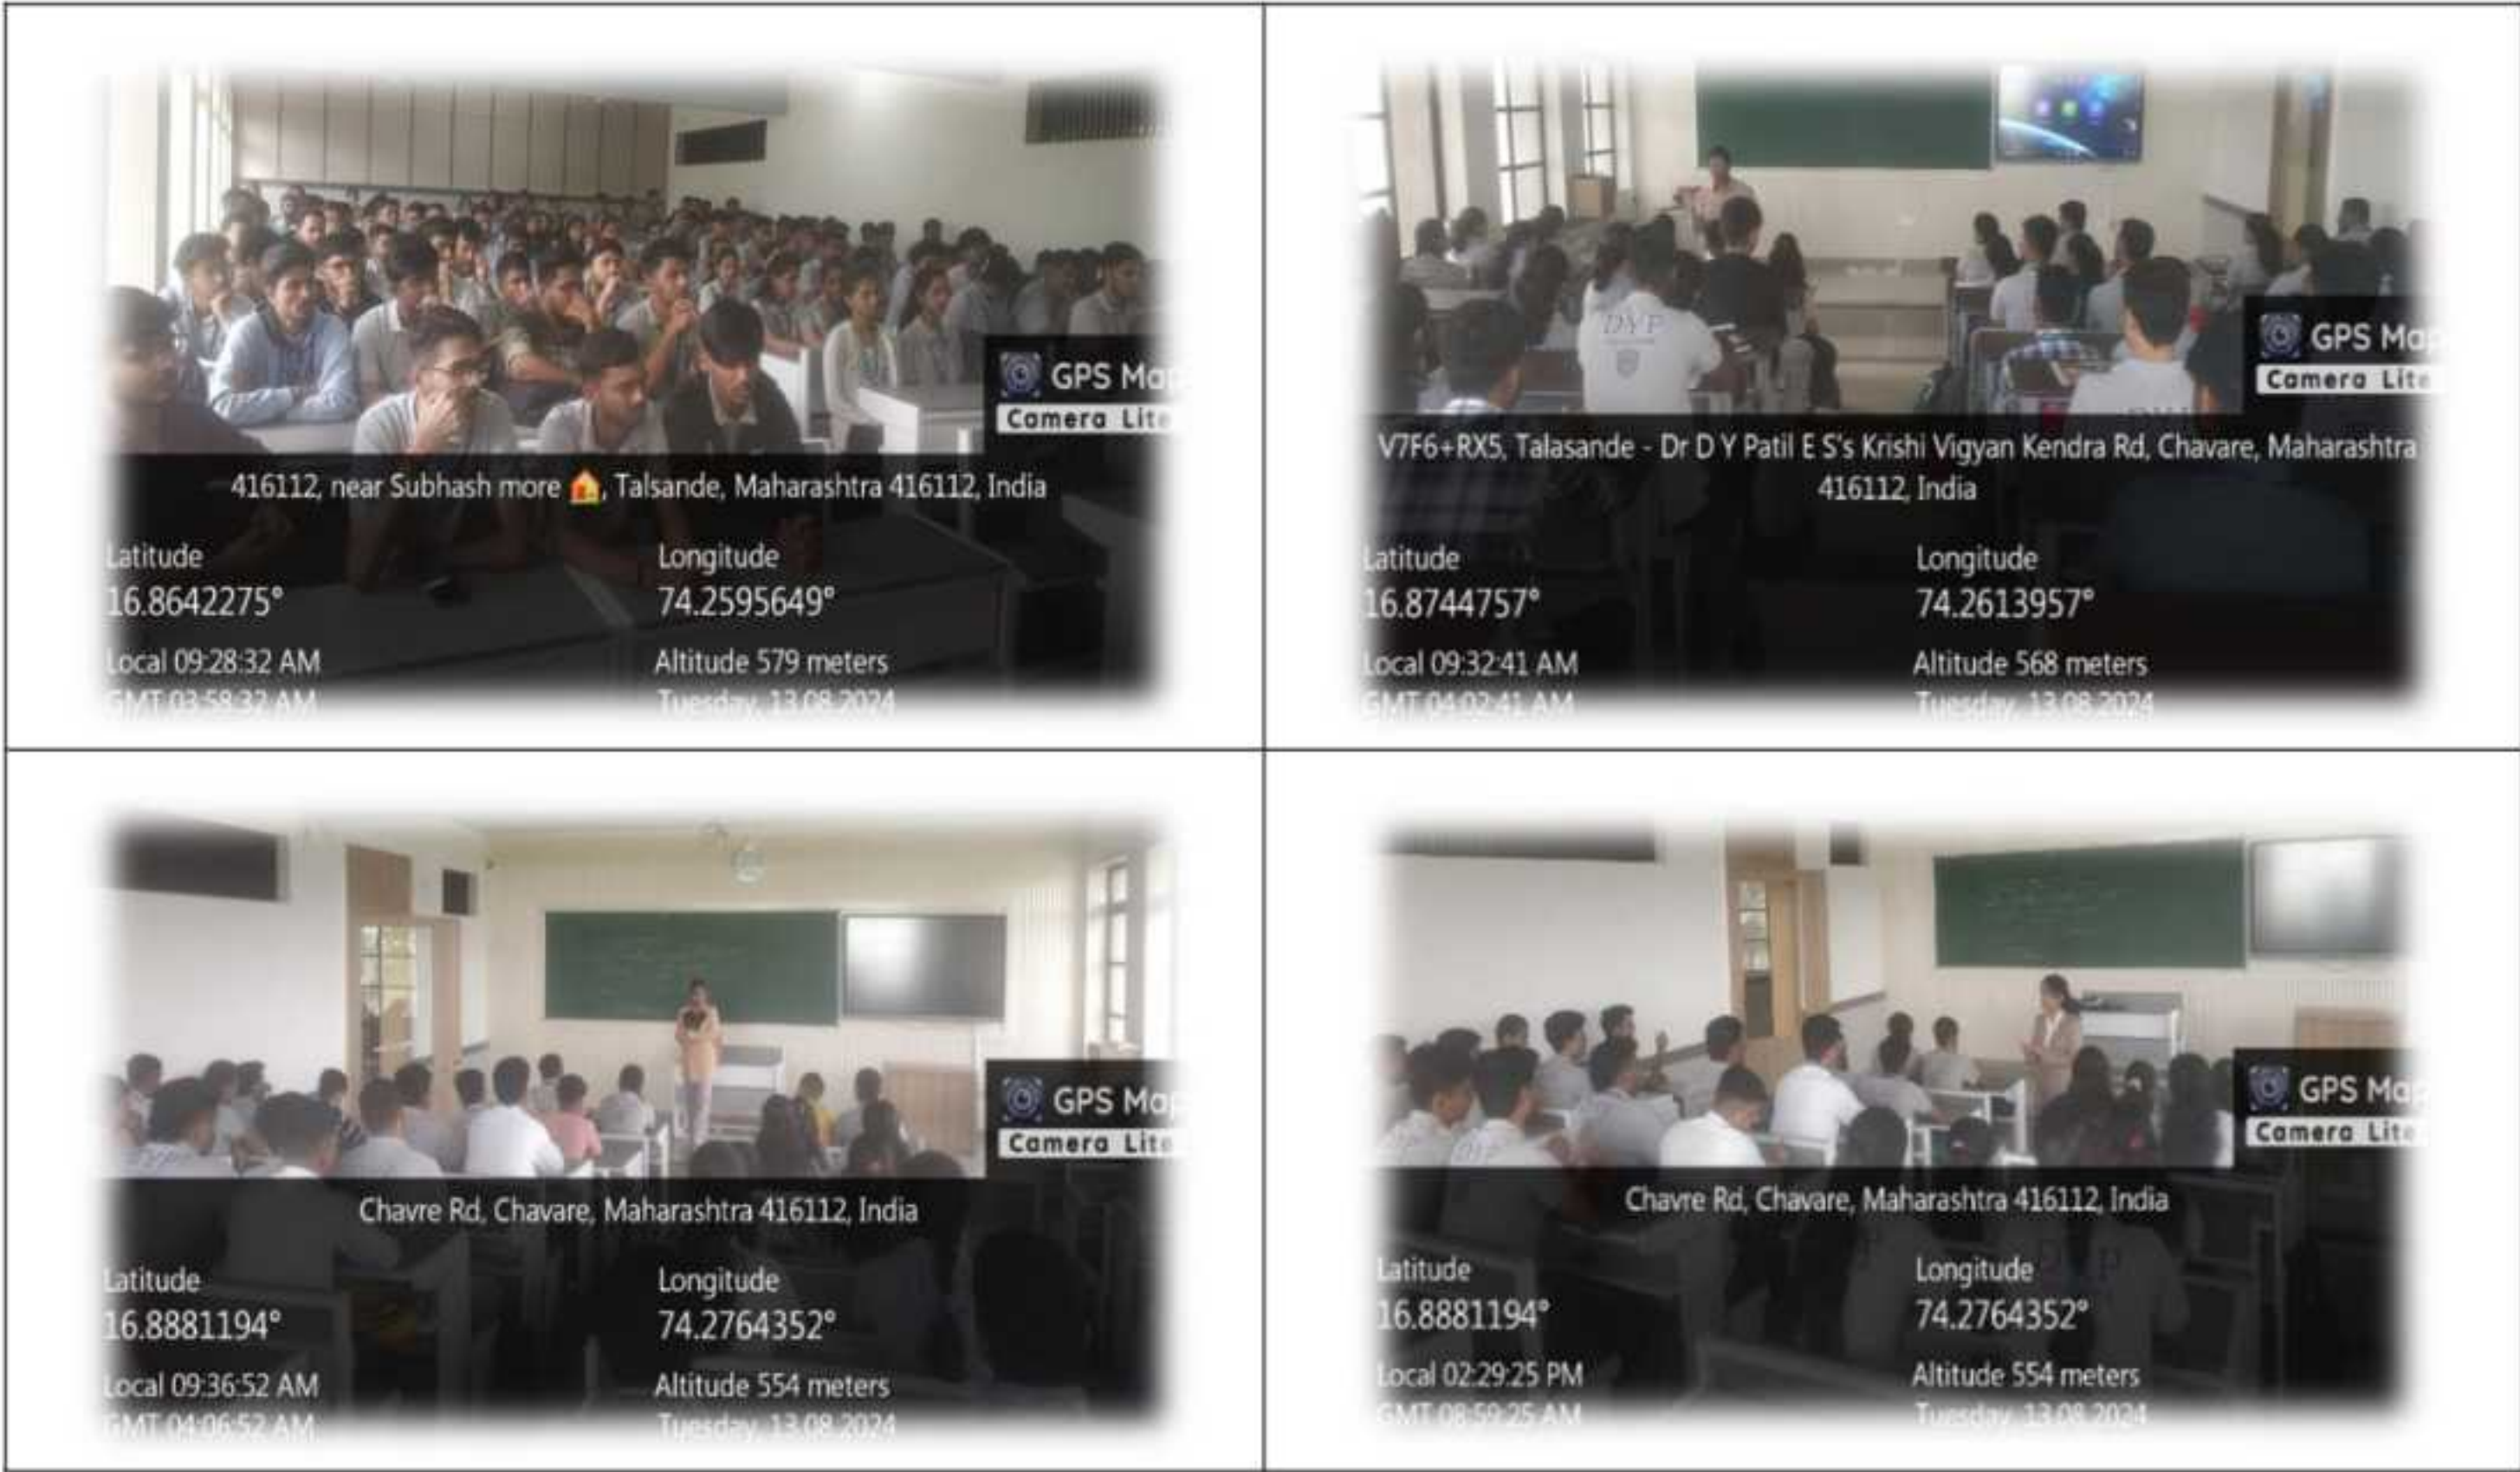 GPS Map
Camera Lite
416112, near Subhash more 🏠, Talsande, Maharashtra 416112, India
Latitude
16.8642275°
Longitude
74.2595649°
Local 09:28:32 AM
GMT 03:58:32 AM
Altitude 579 meters
Tuesday, 13.08.2024
DYP
GPS Map
Camera Lite
V7F6+RX5, Talasande - Dr D Y Patil E S's Krishi Vigyan Kendra Rd, Chavare, Maharashtra
416112, India
Latitude
16.8744757°
Longitude
74.2613957°
Local 09:32:41 AM
GMT 04:02:41 AM
Altitude 568 meters
Tuesday, 13.08.2024
GPS Map
Camera Lite
Chavre Rd, Chavare, Maharashtra 416112, India
Latitude
16.8881194°
Longitude
74.2764352°
Local 09:36:52 AM
GMT 04:06:52 AM
Altitude 554 meters
Tuesday, 13.08.2024
GPS Map
Camera Lite
Chavre Rd, Chavare, Maharashtra 416112, India
Latitude
16.8881194°
Longitude
74.2764352°
Local 02:29:25 PM
GMT 08:59:25 AM
Altitude 554 meters
Tuesday, 13.08.2024